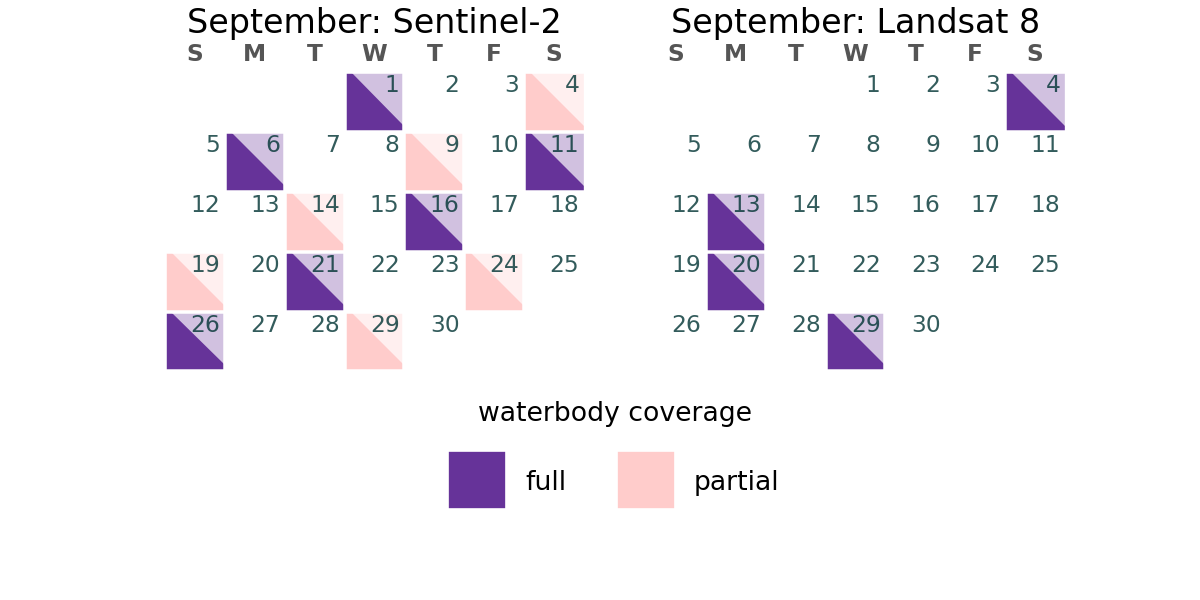 September: Sentinel-2
S M T W T F S
1 2 3 4
5 6 7 8 9 10 11
12 13 14 15 16 17 18
19 20 21 22 23 24 25
26 27 28 29 30
September: Landsat 8
S M T W T F S
1 2 3 4
5 6 7 8 9 10 11
12 13 14 15 16 17 18
19 20 21 22 23 24 25
26 27 28 29 30
waterbody coverage
full partial